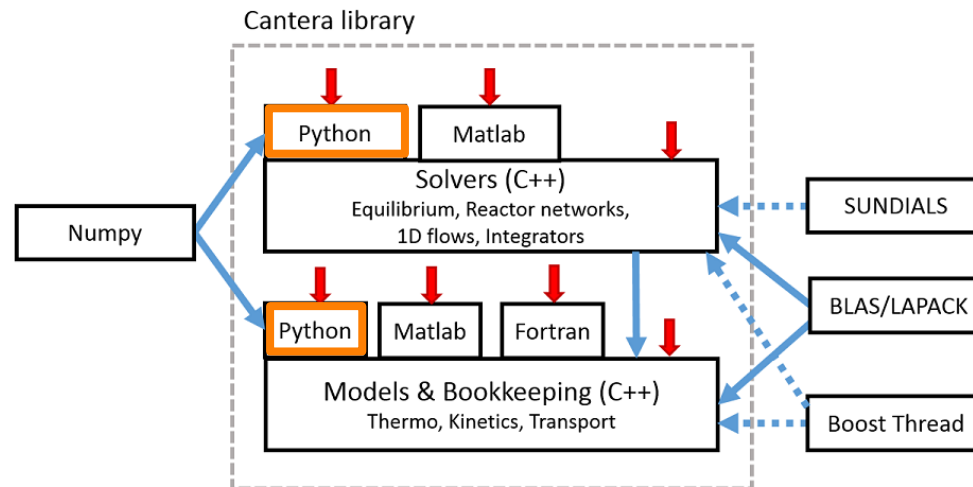 Cantera library
Python
Matlab
Solvers (C++)
Equilibrium, Reactor networks,
1D flows, Integrators
SUNDIALS
Numpy
BLAS/LAPACK
Python
Matlab
Fortran
Models & Bookkeeping (C++)
Thermo, Kinetics, Transport
Boost Thread